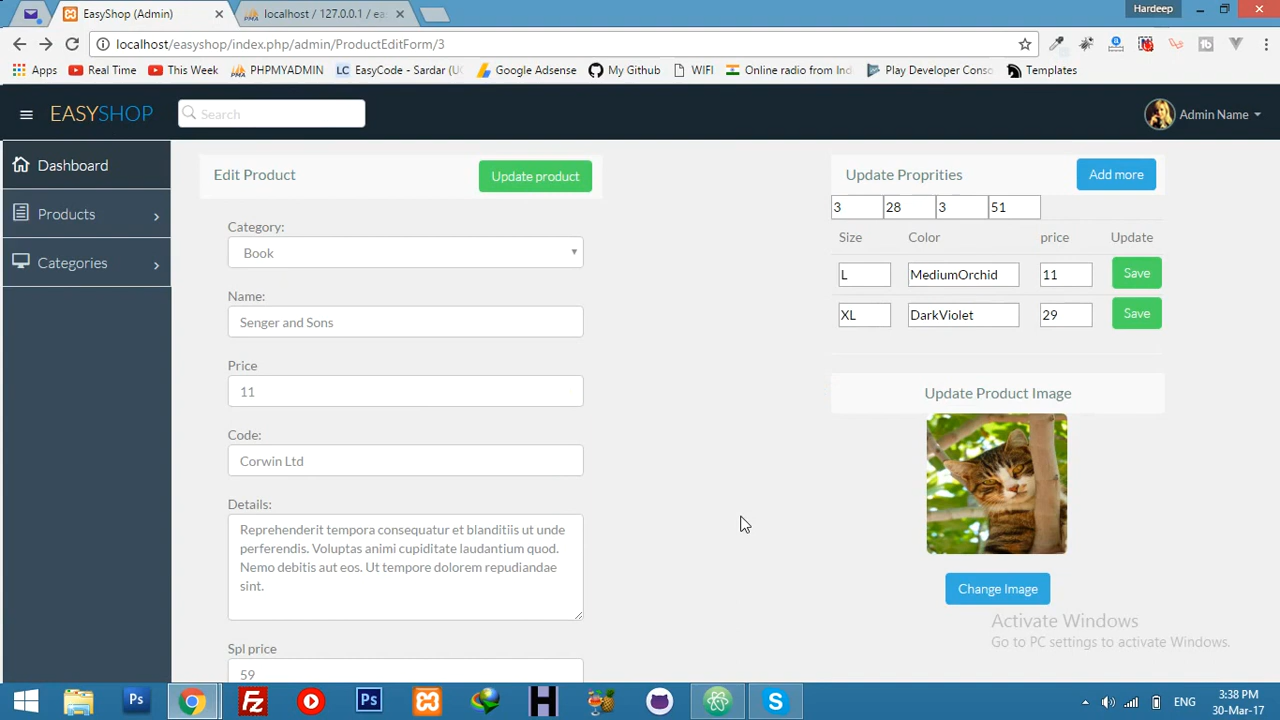 Hardeep
EasyShop (Admin)
localhost / 127.0.0.1 / ea
localhost/easyshop/index.php/admin/ProductEditForm/3
Apps Real Time This Week PHPMYADMIN EasyCode - Sardar (UC Google Adsense My Github WIFI Online radio from Ind Play Developer Conso Templates
EASYSHOP
Search
Admin Name
Dashboard
Products
Categories
Edit Product
Update product
Category:
Book
Name:
Senger and Sons
Price
11
Code:
Corwin Ltd
Details:
Reprehenderit tempora consequatur et blanditiis ut unde
perferendis. Voluptas animi cupiditate laudantium quod.
Nemo debitis aut eos. Ut tempore dolorem repudiandae
sint.
Spl price
59
Update Proprities
Add more
3 28 3 51
Size Color price Update
L MediumOrchid 11 Save
XL DarkViolet 29 Save
Update Product Image
Change Image
Activate Windows
Go to PC settings to activate Windows.
ENG
3:38 PM
30-Mar-17